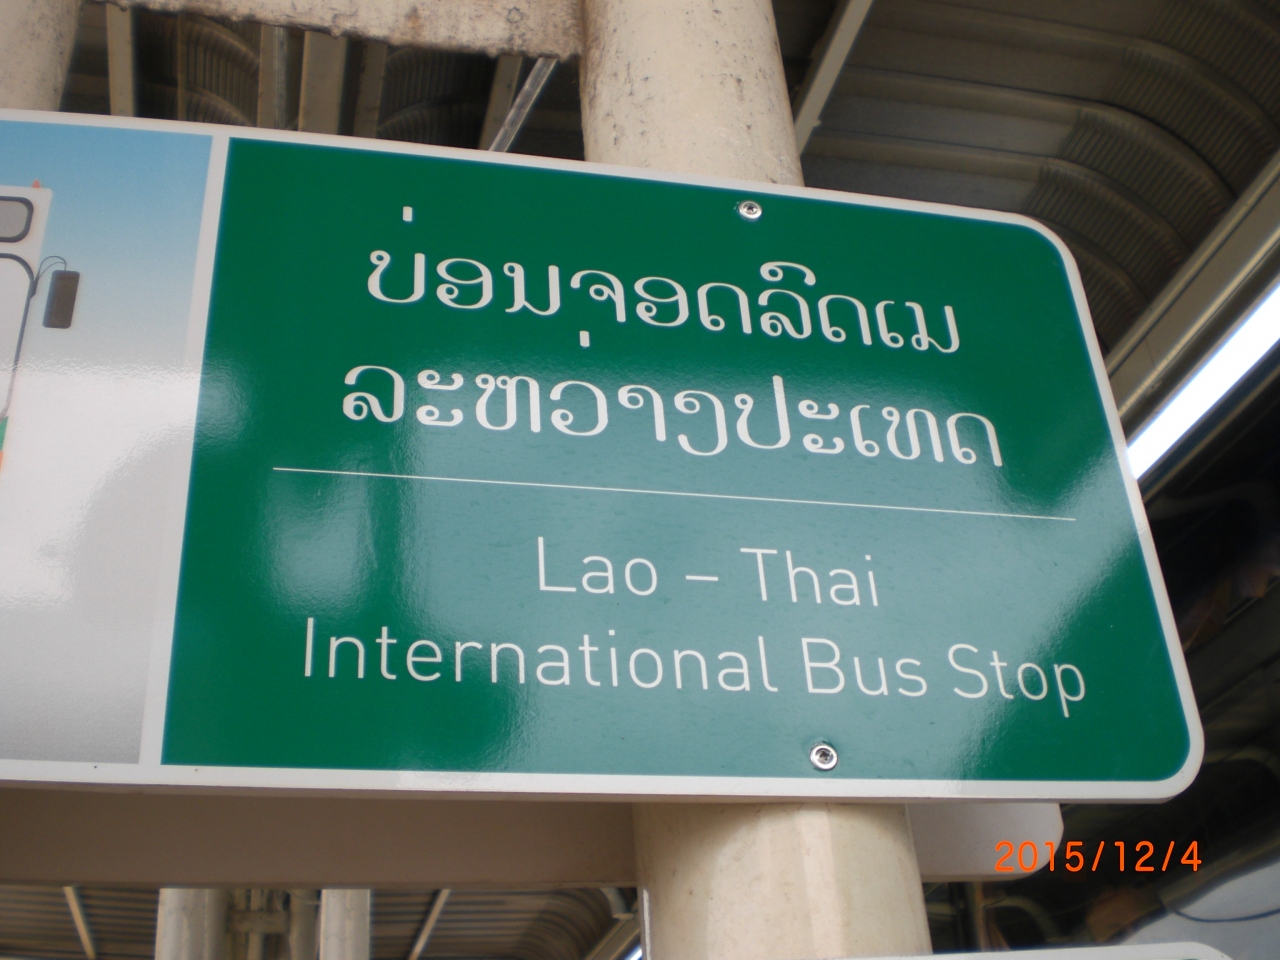 ບ່ອນຈອດລົດເມ
ລະຫວ່າງປະເທດ
Lao – Thai
International Bus Stop
2015/12/4